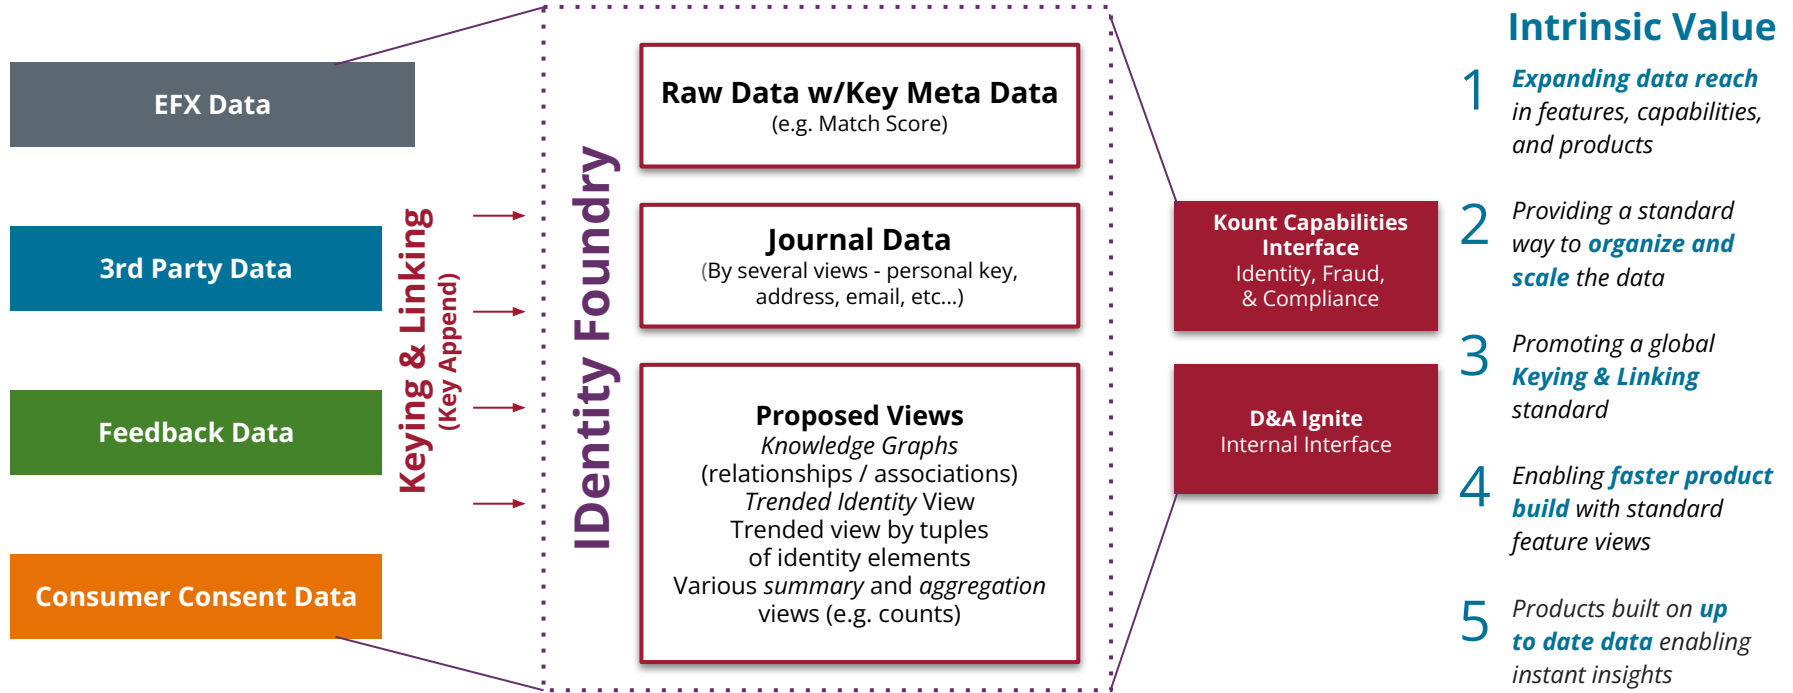 EFX Data
3rd Party Data
Feedback Data
Consumer Consent Data
Keying & Linking
(Key Append)
IDentity Foundry
Raw Data w/Key Meta Data
(e.g. Match Score)
Journal Data
(By several views - personal key,
address, email, etc...)
Proposed Views
Knowledge Graphs
(relationships / associations)
Trended Identity View
Trended view by tuples
of identity elements
Various summary and aggregation
views (e.g. counts)
Kount Capabilities
Interface
Identity, Fraud,
& Compliance
D&A Ignite
Internal Interface
Intrinsic Value
1 Expanding data reach
in features, capabilities,
and products
2 Providing a standard
way to organize and
scale the data
3 Promoting a global
Keying & Linking
standard
4 Enabling faster product
build with standard
feature views
5 Products built on up
to date data enabling
instant insights